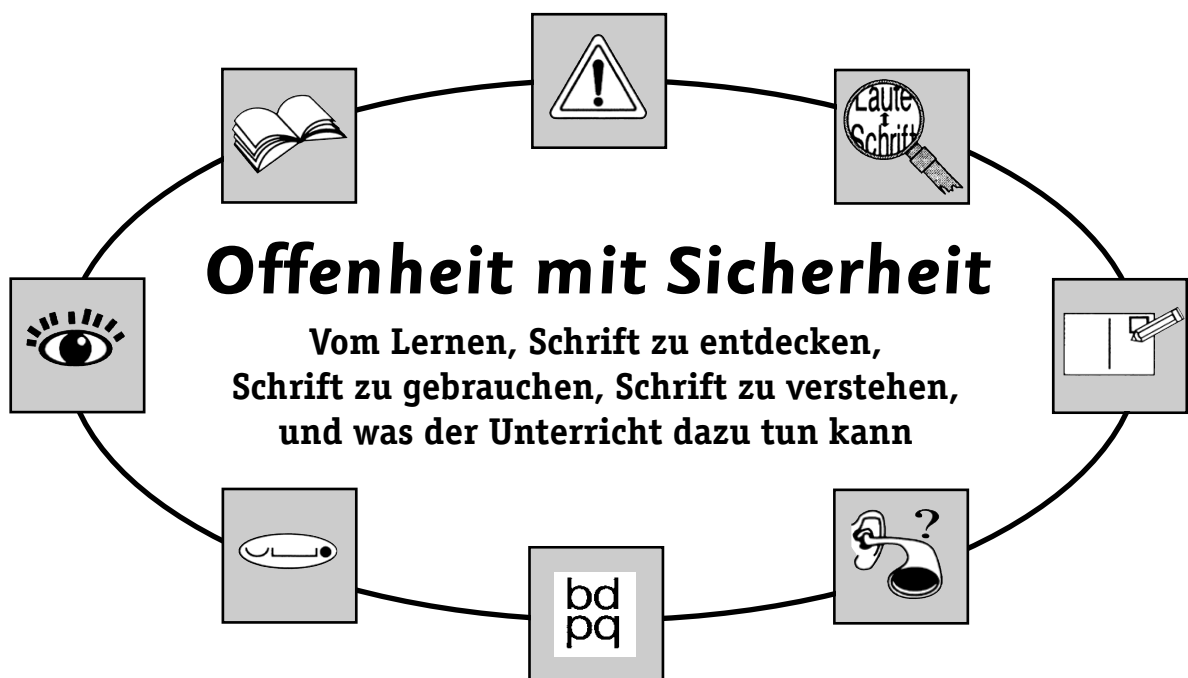 Laute
Schrift
Offenheit mit Sicherheit
Vom Lernen, Schrift zu entdecken,
Schrift zu gebrauchen, Schrift zu verstehen,
und was der Unterricht dazu tun kann
?
bd
pq